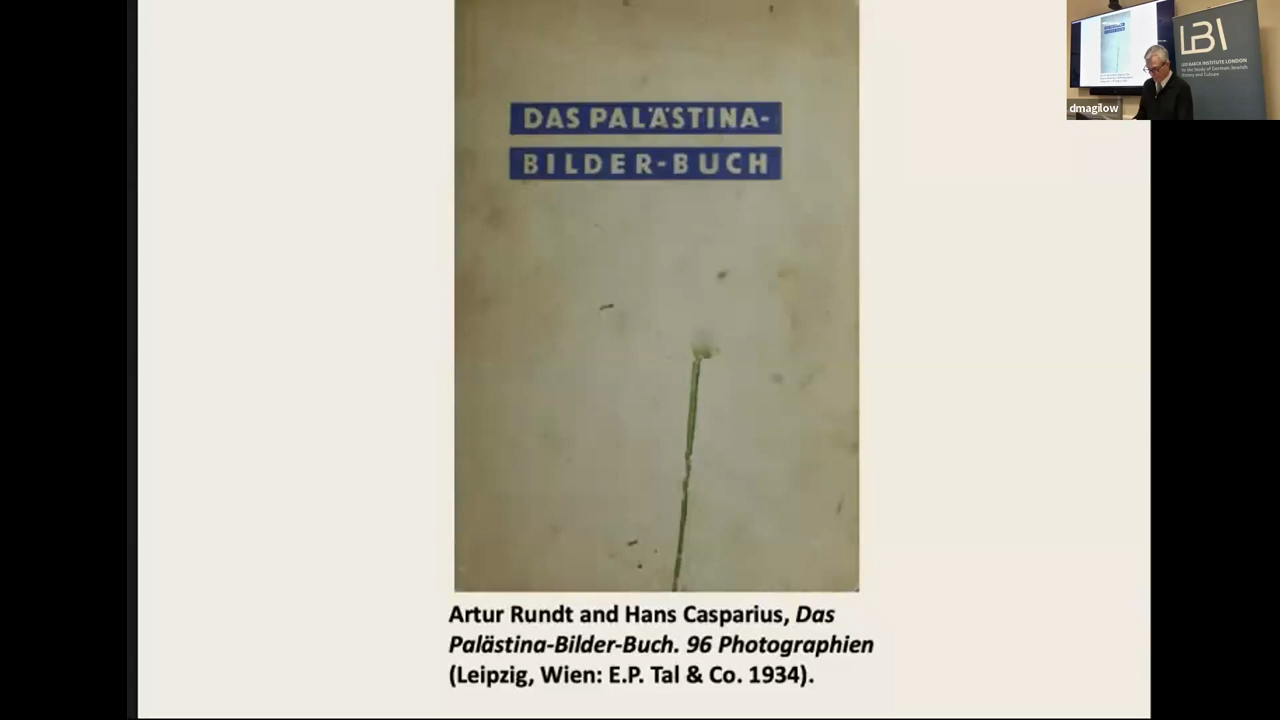 DAS PALÄSTINA-
BILDER-BUCH
Artur Rundt and Hans Casparius, Das
Palästina-Bilder-Buch. 96 Photographien
(Leipzig, Wien: E.P. Tal & Co. 1934).
LBI
LEO BAECK INSTITUTE LONDON
for the Study of German-Jewish
History and Culture
dmagilow